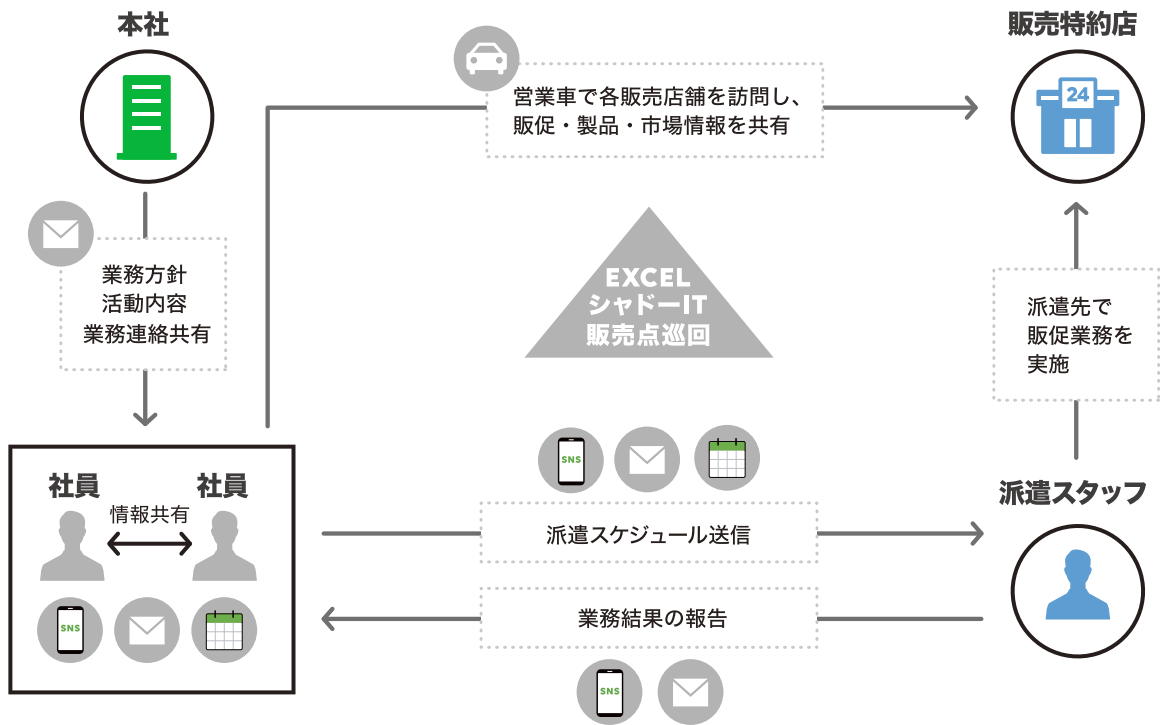 本社
販売特約店
営業車で各販売店舗を訪問し、
販促・製品・市場情報を共有
24
業務方針
活動内容
業務連絡共有
EXCEL
シャドーIT
販売点巡回
派遣先で
販促業務を
実施
社員
社員
情報共有
SNS
SNS
派遣スタッフ
派遣スケジュール送信
業務結果の報告
SNS